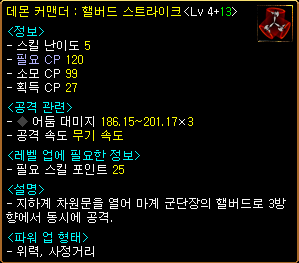 데몬 커맨더 : 핼버드 스트라이크<Lv 4+13>
<정보>
- 스킬 난이도 5
- 필요 CP 120
- 소모 CP 99
- 획득 CP 27
<공격 관련>
- ◆ 어둠 대미지 186.15~201.17×3
- 공격 속도 무기 속도
<레벨 업에 필요한 정보>
- 필요 스킬 포인트 25
<설명>
- 지하계 차원문을 열어 마계 군단장의 핼버드로 3방
향에서 동시에 공격.
<파워 업 형태>
- 위력, 사정거리